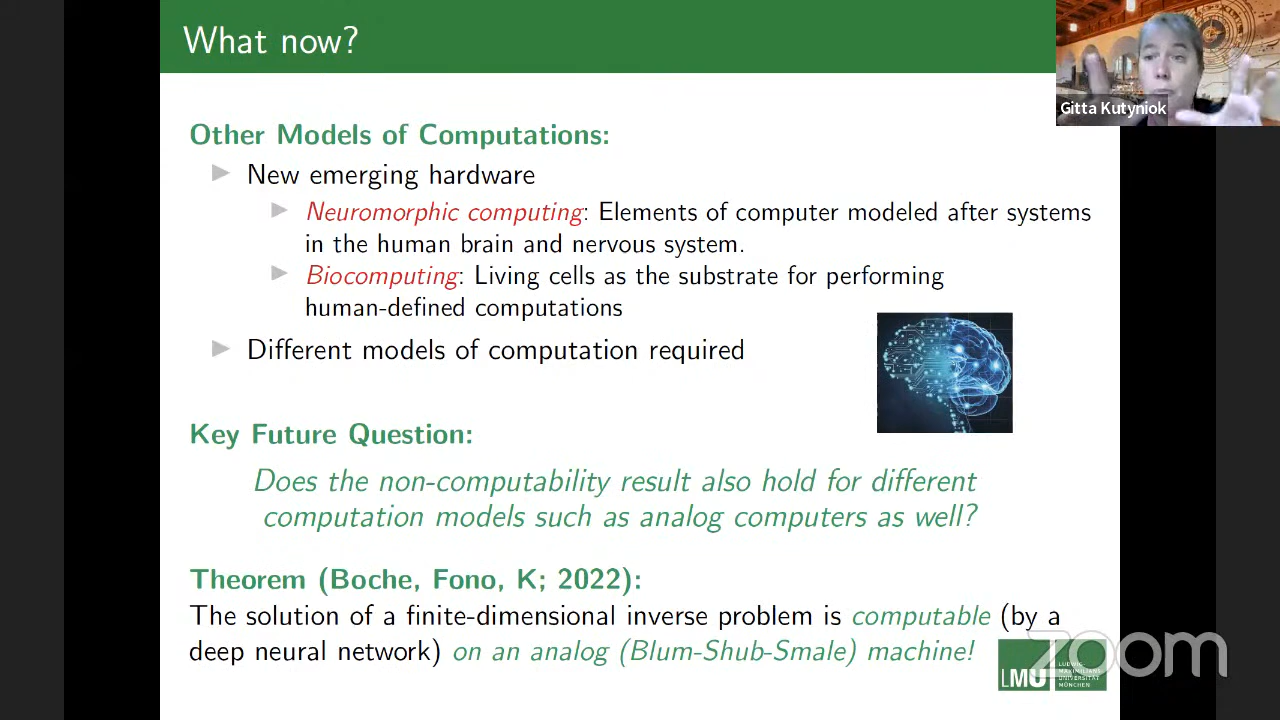 What now?
Gitta Kutyniok
Other Models of Computations:
New emerging hardware
Neuromorphic computing: Elements of computer modeled after systems
in the human brain and nervous system.
Biocomputing: Living cells as the substrate for performing
human-defined computations
Different models of computation required
Key Future Question:
Does the non-computability result also hold for different
computation models such as analog computers as well?
Theorem (Boche, Fono, K; 2022):
The solution of a finite-dimensional inverse problem is computable (by a
deep neural network) on an analog (Blum-Shub-Smale) machine!
zoom
LMU
LUDWIG-
MAXIMILIANS-
UNIVERSITÄT
MÜNCHEN